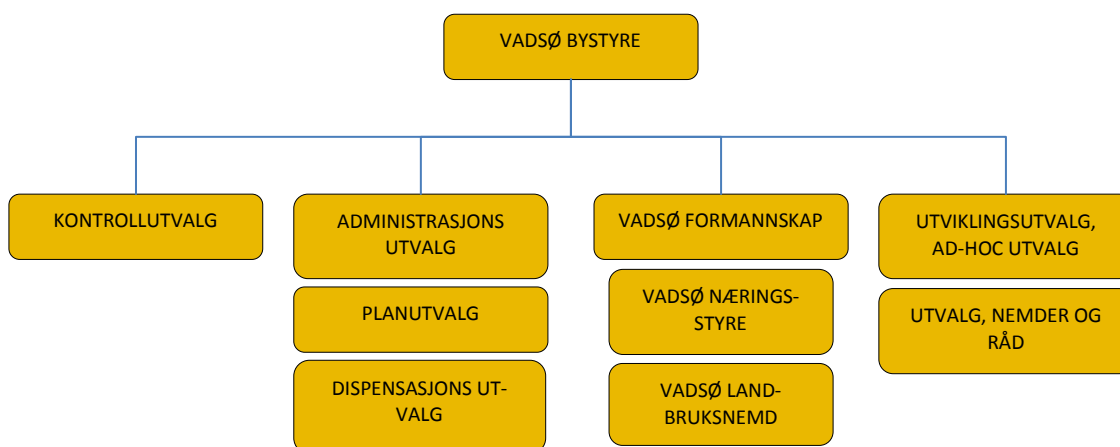 VADSØ BYSTYRE
KONTROLLUTVALG
ADMINISTRASJONS
UTVALG
VADSØ FORMANNSKAP
UTVIKLINGSUTVALG,
AD-HOC UTVALG
PLANUTVALG
VADSØ NÆRINGS-
STYRE
UTVALG, NEMDER OG
RÅD
DISPENSASJONS UT-
VALG
VADSØ LAND-
BRUKSNEMD